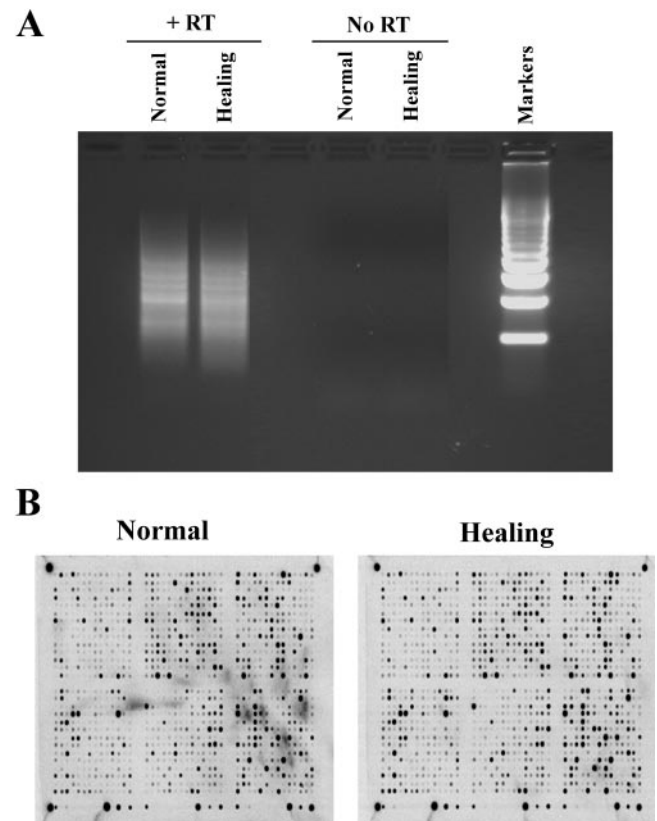 A
+ RT
No RT
Normal
Healing
Normal
Healing
Markers
B
Normal
Healing